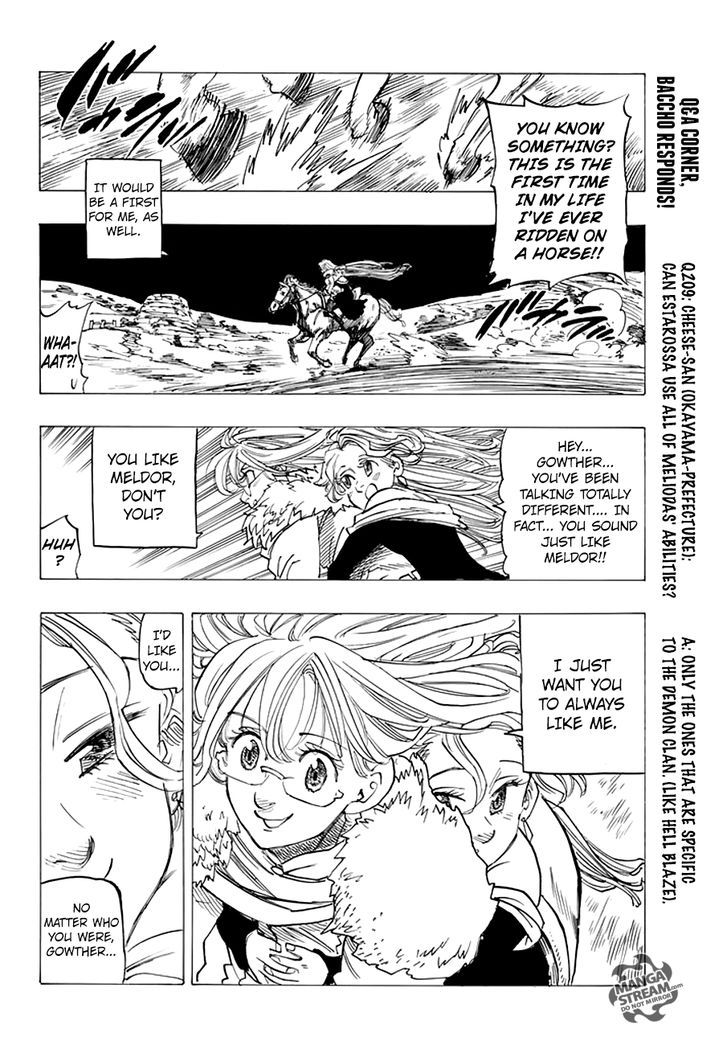 YOU KNOW
SOMETHING?
THIS IS THE
FIRST TIME
IN MY LIFE
I'VE EVER
RIDDEN ON
A HORSE!!
IT WOULD
BE A FIRST
FOR ME, AS
WELL.
WHA-
AAT?!
HEY...
GOWTHER...
YOU'VE BEEN
TALKING TOTALLY
DIFFERENT.... IN
FACT... YOU SOUND
JUST LIKE
MELDOR!!
YOU LIKE
MELDOR,
DON'T
YOU?
HUH
?
I JUST
WANT YOU
TO ALWAYS
LIKE ME.
I'D
LIKE
YOU...
NO
MATTER WHO
YOU WERE,
GOWTHER...
Q&A CORNER,
BACCHO RESPONDS!
Q209: CHEESE-SAN (OKAYAMA-PREFECTURE):
CAN ESTAROSSA USE ALL OF MELIODAS' ABILITIES?
A: ONLY THE ONES THAT ARE SPECIFIC
TO THE DEMON CLAN. (LIKE HELL BLAZE).
MANGA
STREAM.com
DO NOT MIRROR